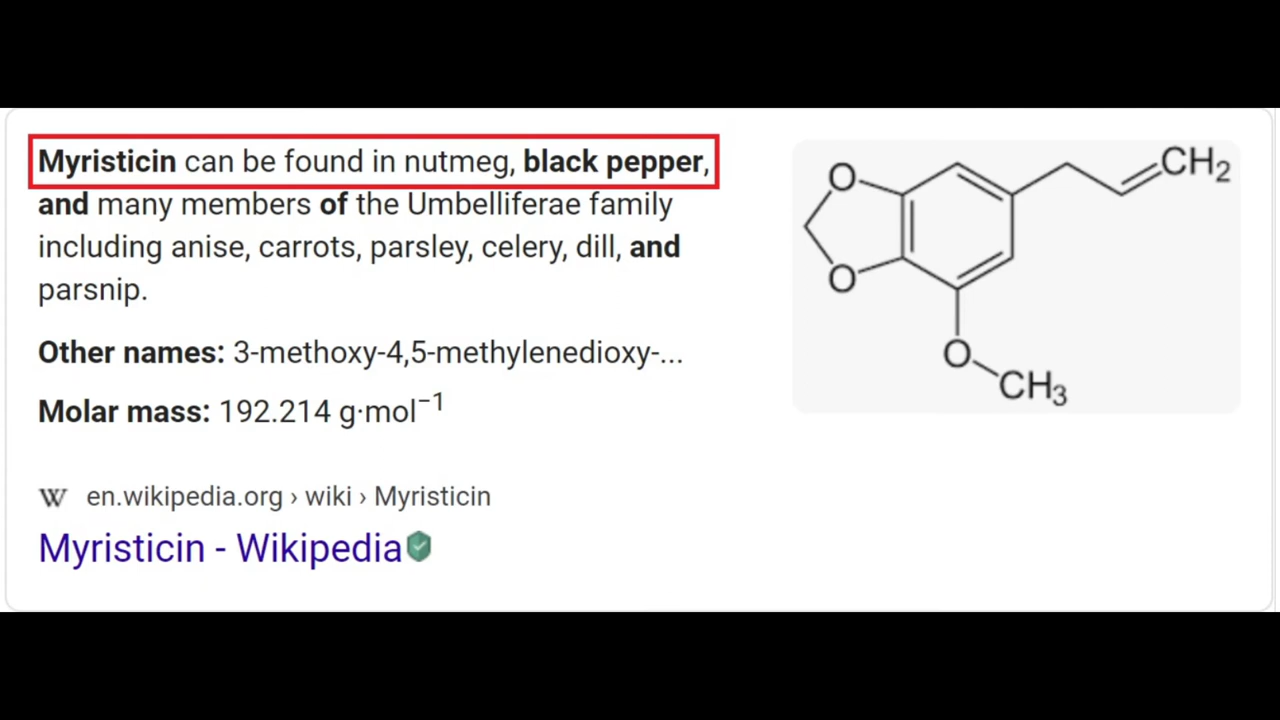 Myristicin can be found in nutmeg, black pepper,
and many members of the Umbelliferae family
including anise, carrots, parsley, celery, dill, and
parsnip.
Other names: 3-methoxy-4,5-methylenedioxy-...
Molar mass: 192.214 g·mol⁻¹
W en.wikipedia.org › wiki › Myristicin
Myristicin - Wikipedia
O
CH₂
O
O
CH₃